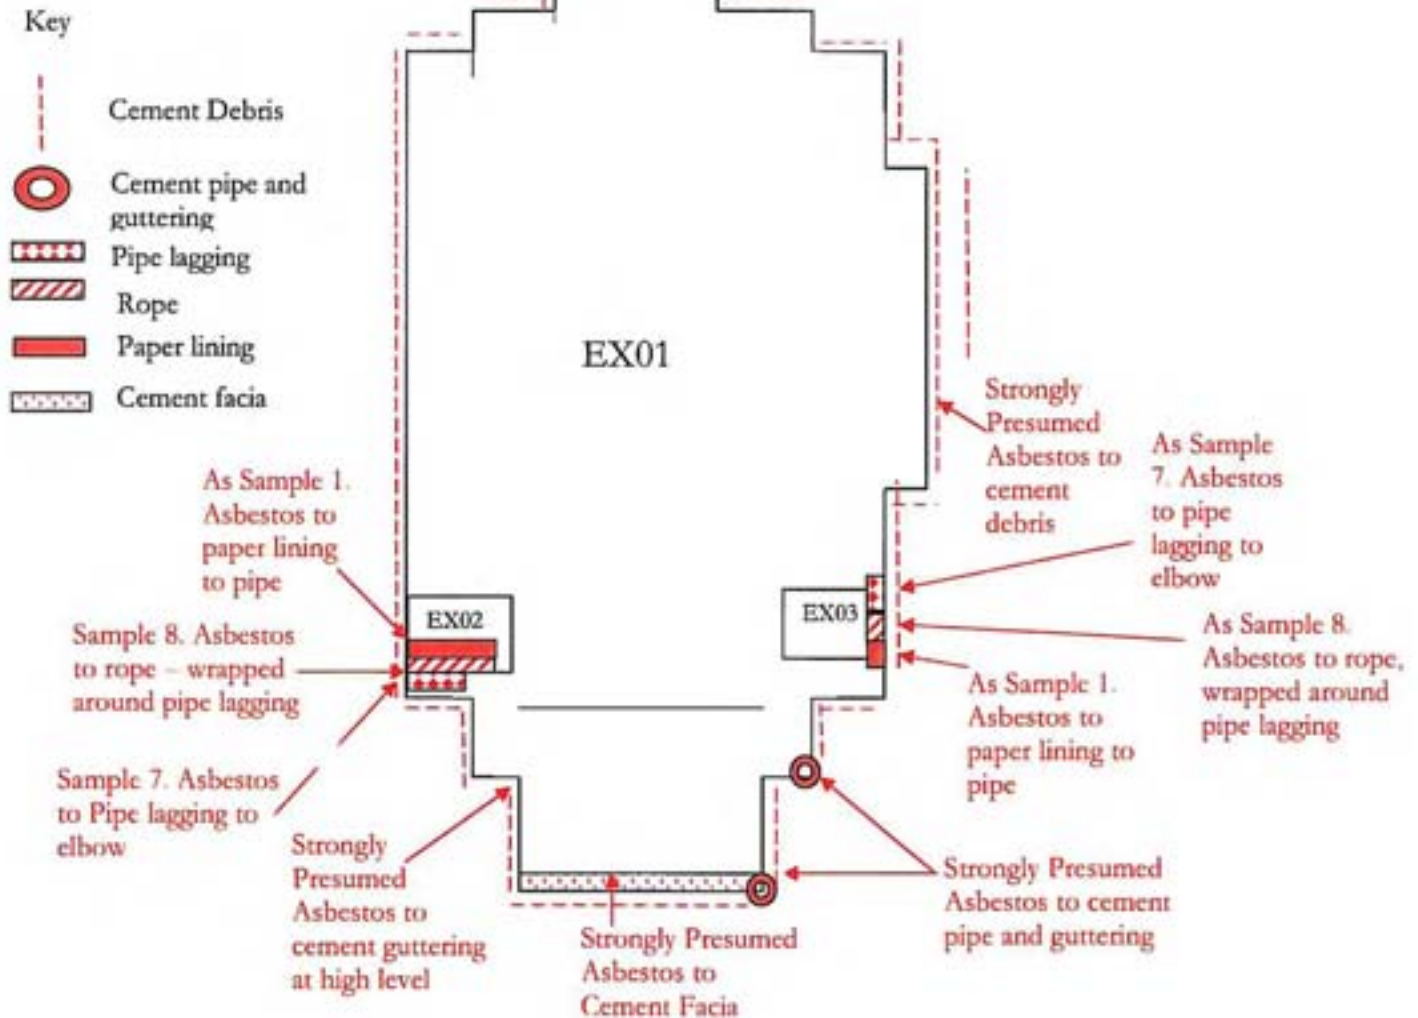 Key
Cement Debris
Cement pipe and
guttering
Pipe lagging
Rope
Paper lining
Cement facia
EX01
Strongly
Presumed
Asbestos to
cement
debris
As Sample
7. Asbestos
to pipe
lagging to
elbow
As Sample 1.
Asbestos to
paper lining
to pipe
EX02
EX03
Sample 8. Asbestos
to rope – wrapped
around pipe lagging
As Sample 8.
Asbestos to rope,
wrapped around
pipe lagging
As Sample 1.
Asbestos to
paper lining to
pipe
Sample 7. Asbestos
to Pipe lagging to
elbow
Strongly
Presumed
Asbestos to
cement guttering
at high level
Strongly Presumed
Asbestos to
Cement Facia
Strongly Presumed
Asbestos to cement
pipe and guttering